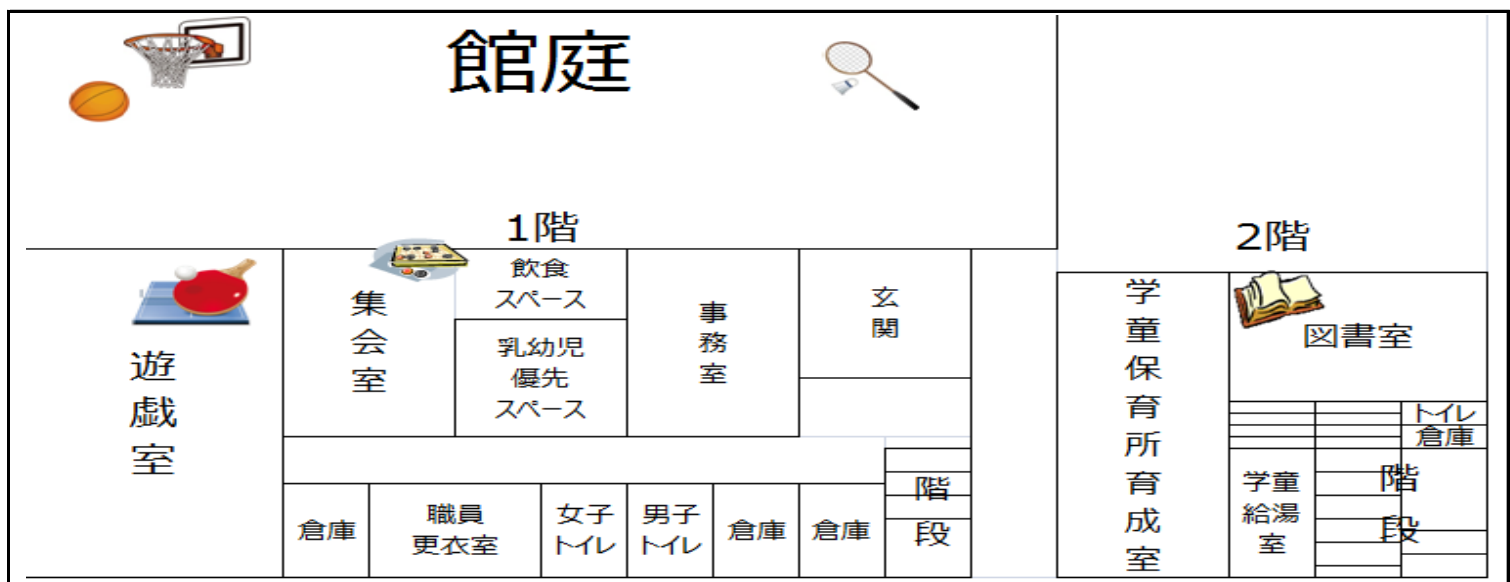 館庭
1階
2階
遊戯室
集会室
飲食
スペース
乳幼児
優先
スペース
事務室
玄関
倉庫
職員
更衣室
女子
トイレ
男子
トイレ
倉庫
倉庫
階段
学童保育所育成室
図書室
トイレ
倉庫
学童
給湯
室
階段